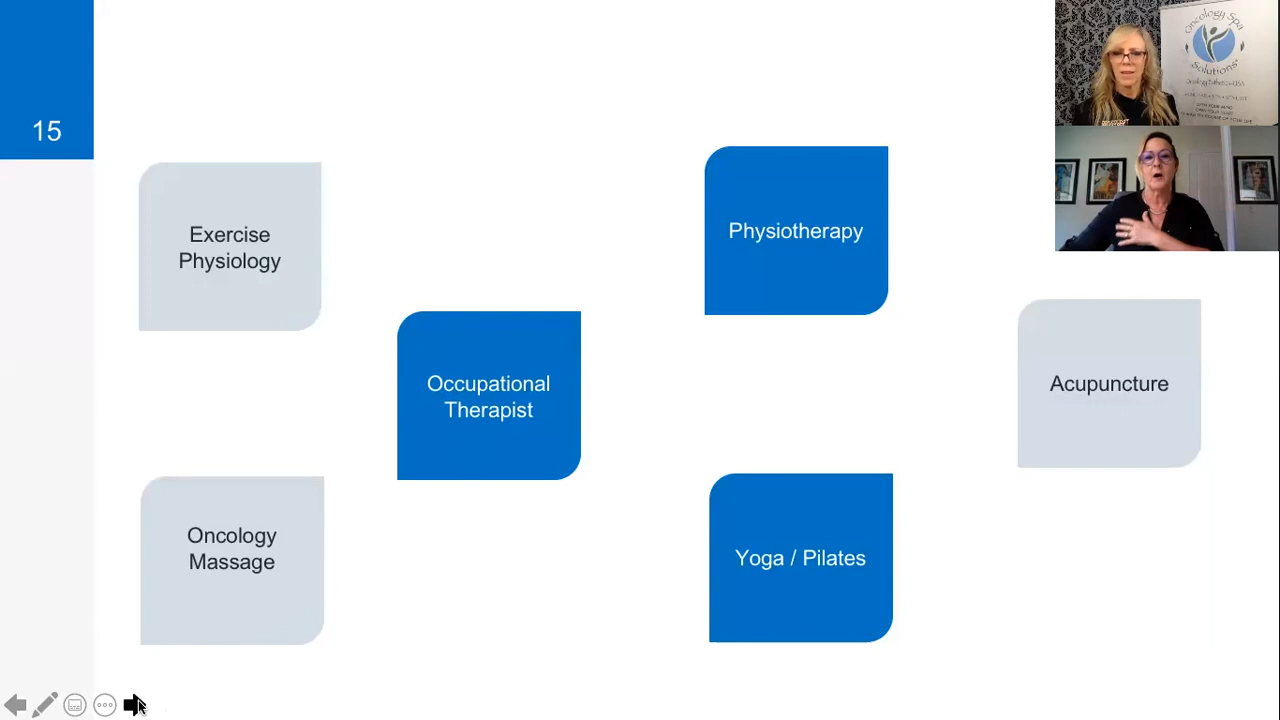 15
Exercise
Physiology
Physiotherapy
Occupational
Therapist
Acupuncture
Oncology
Massage
Yoga / Pilates
Oncology Spa
Solutions